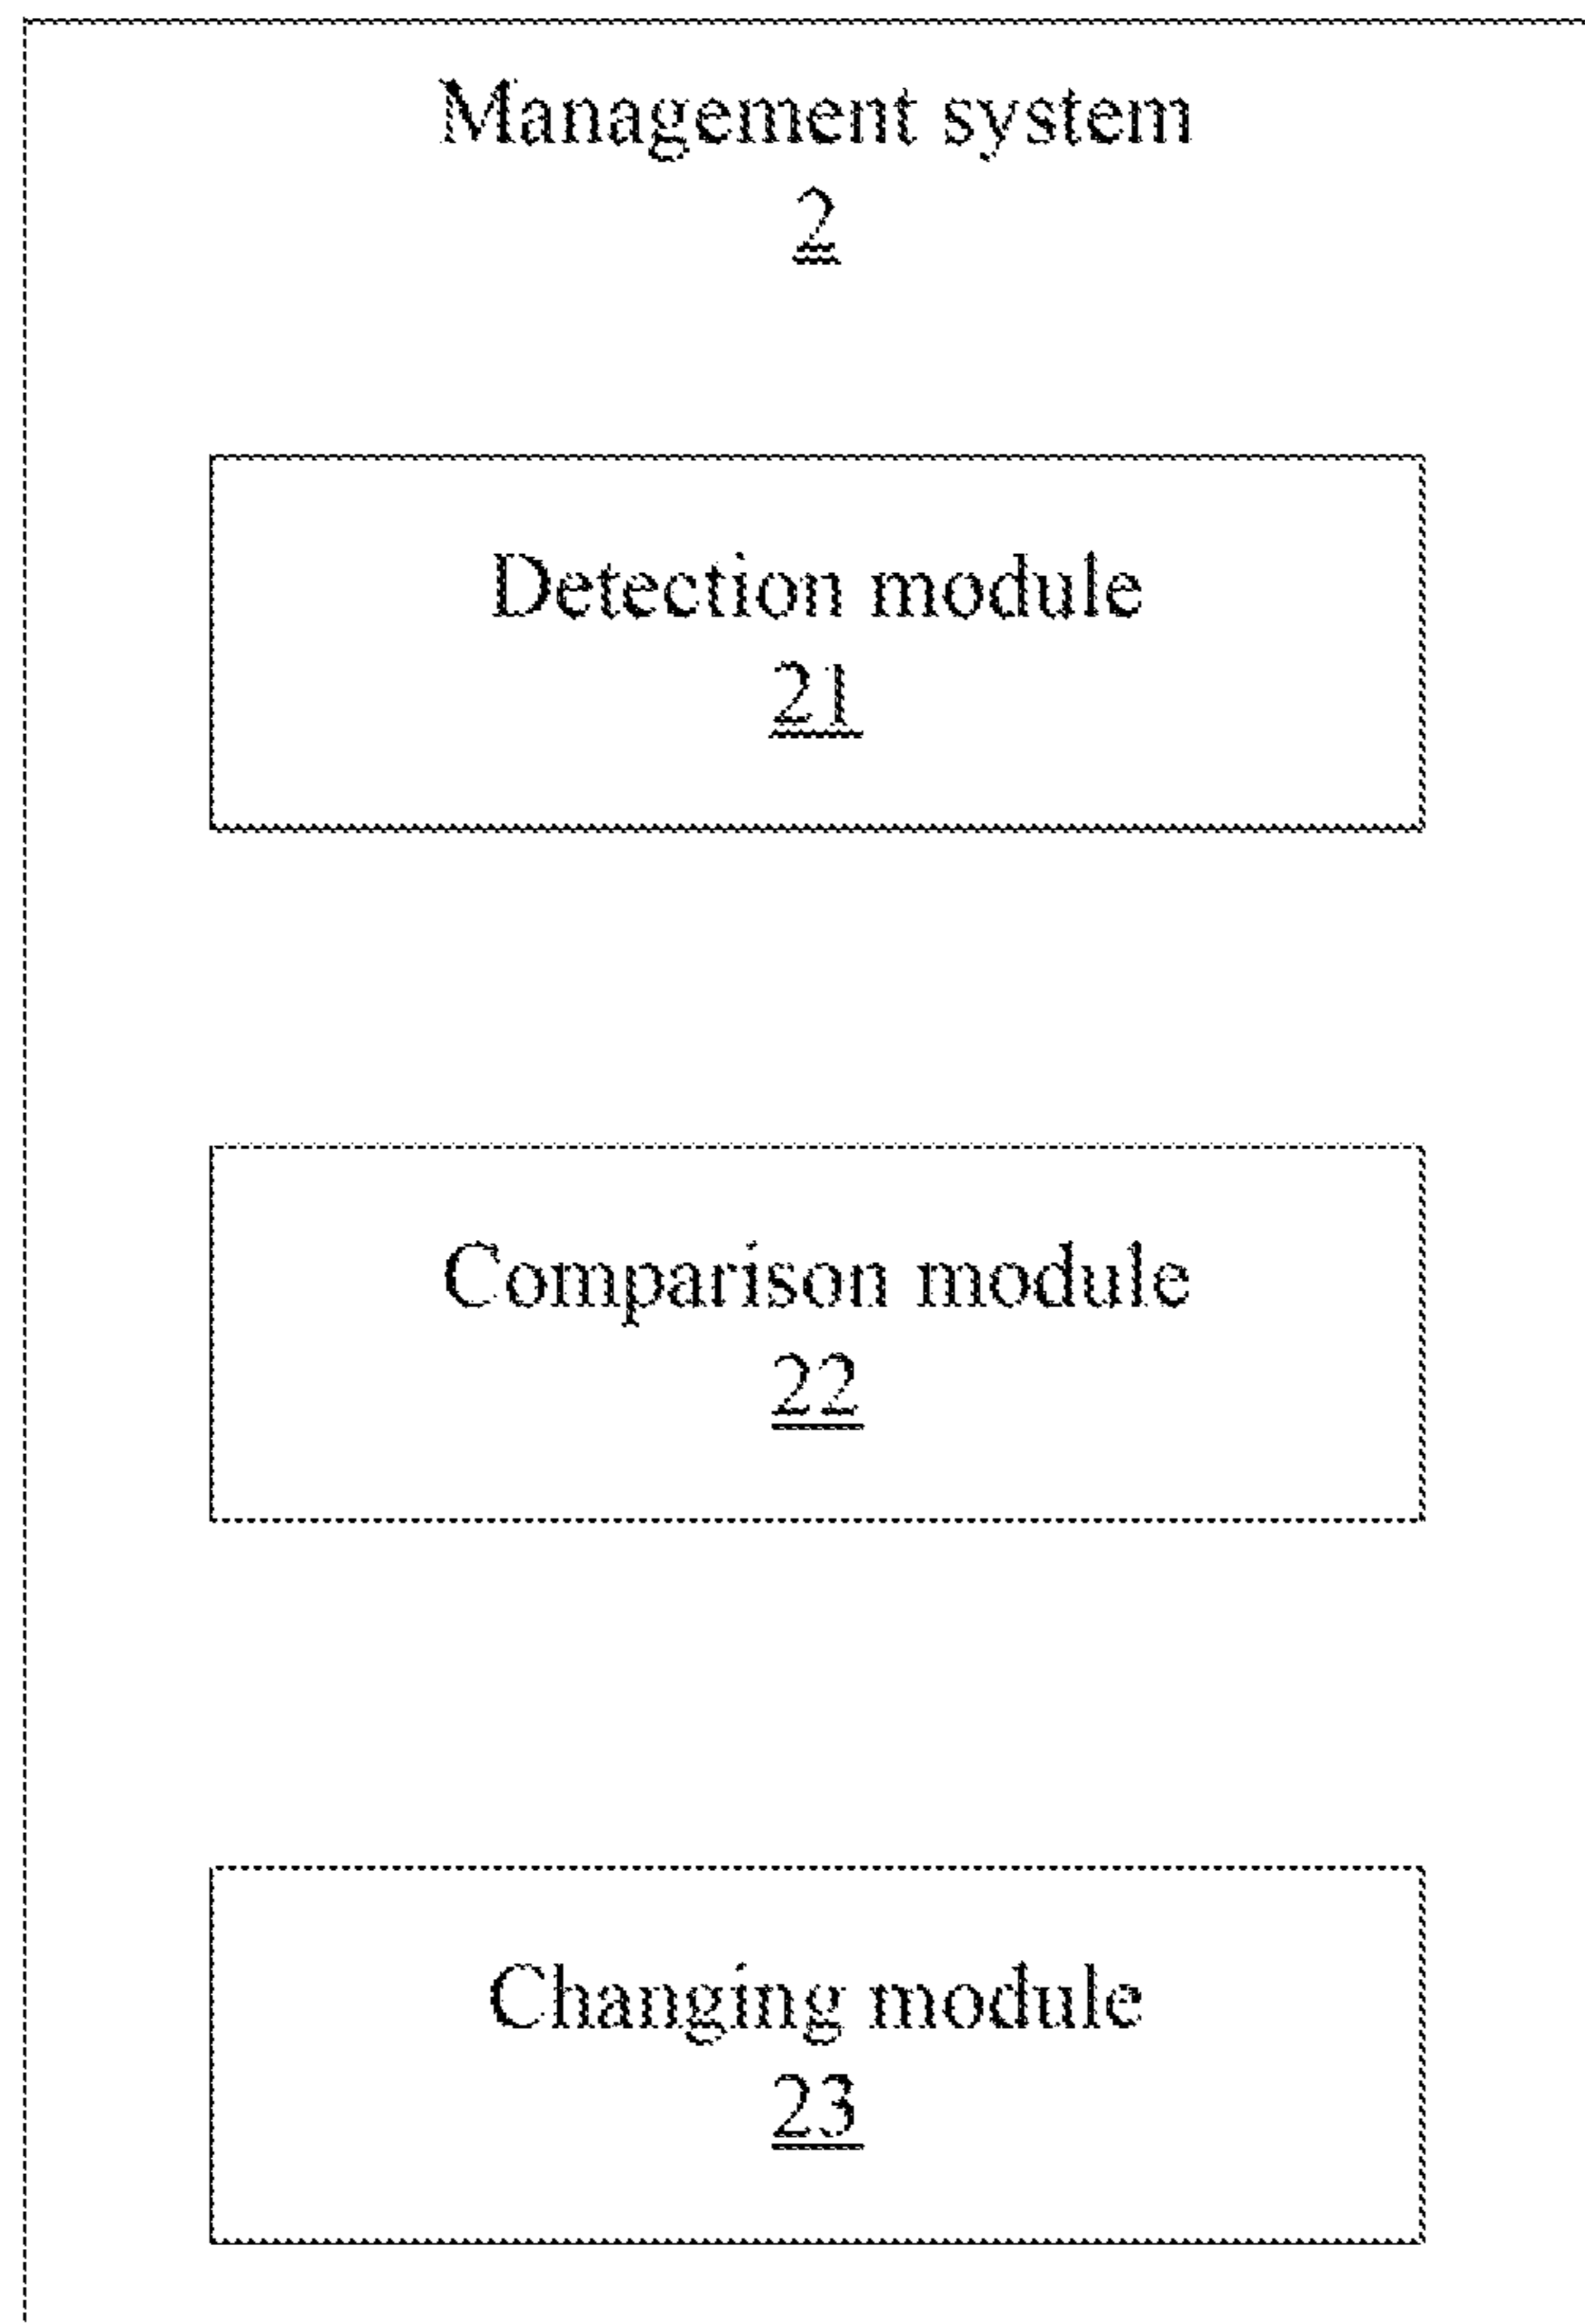 Management system
2
Detection module
21
Comparison module
22
Changing module
23